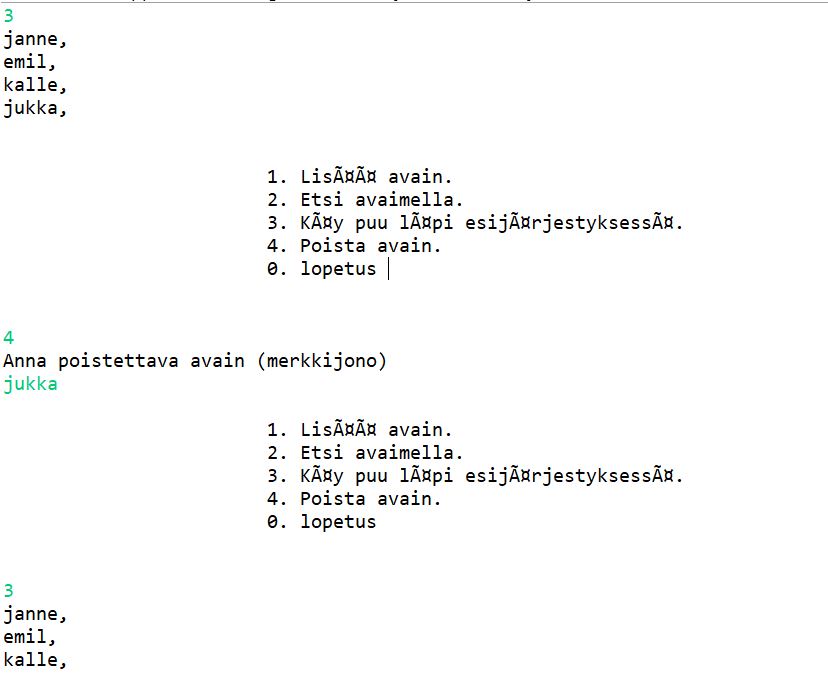 3
janne,
emil,
kalle,
jukka,
1. LisÃ¤Ã¤ avain.
2. Etsi avaimella.
3. KÃ¤y puu lÃ¤pi esijÃ¤rjestyksessÃ¤.
4. Poista avain.
0. lopetus
4
Anna poistettava avain (merkkijono)
jukka
1. LisÃ¤Ã¤ avain.
2. Etsi avaimella.
3. KÃ¤y puu lÃ¤pi esijÃ¤rjestyksessÃ¤.
4. Poista avain.
0. lopetus
3
janne,
emil,
kalle,